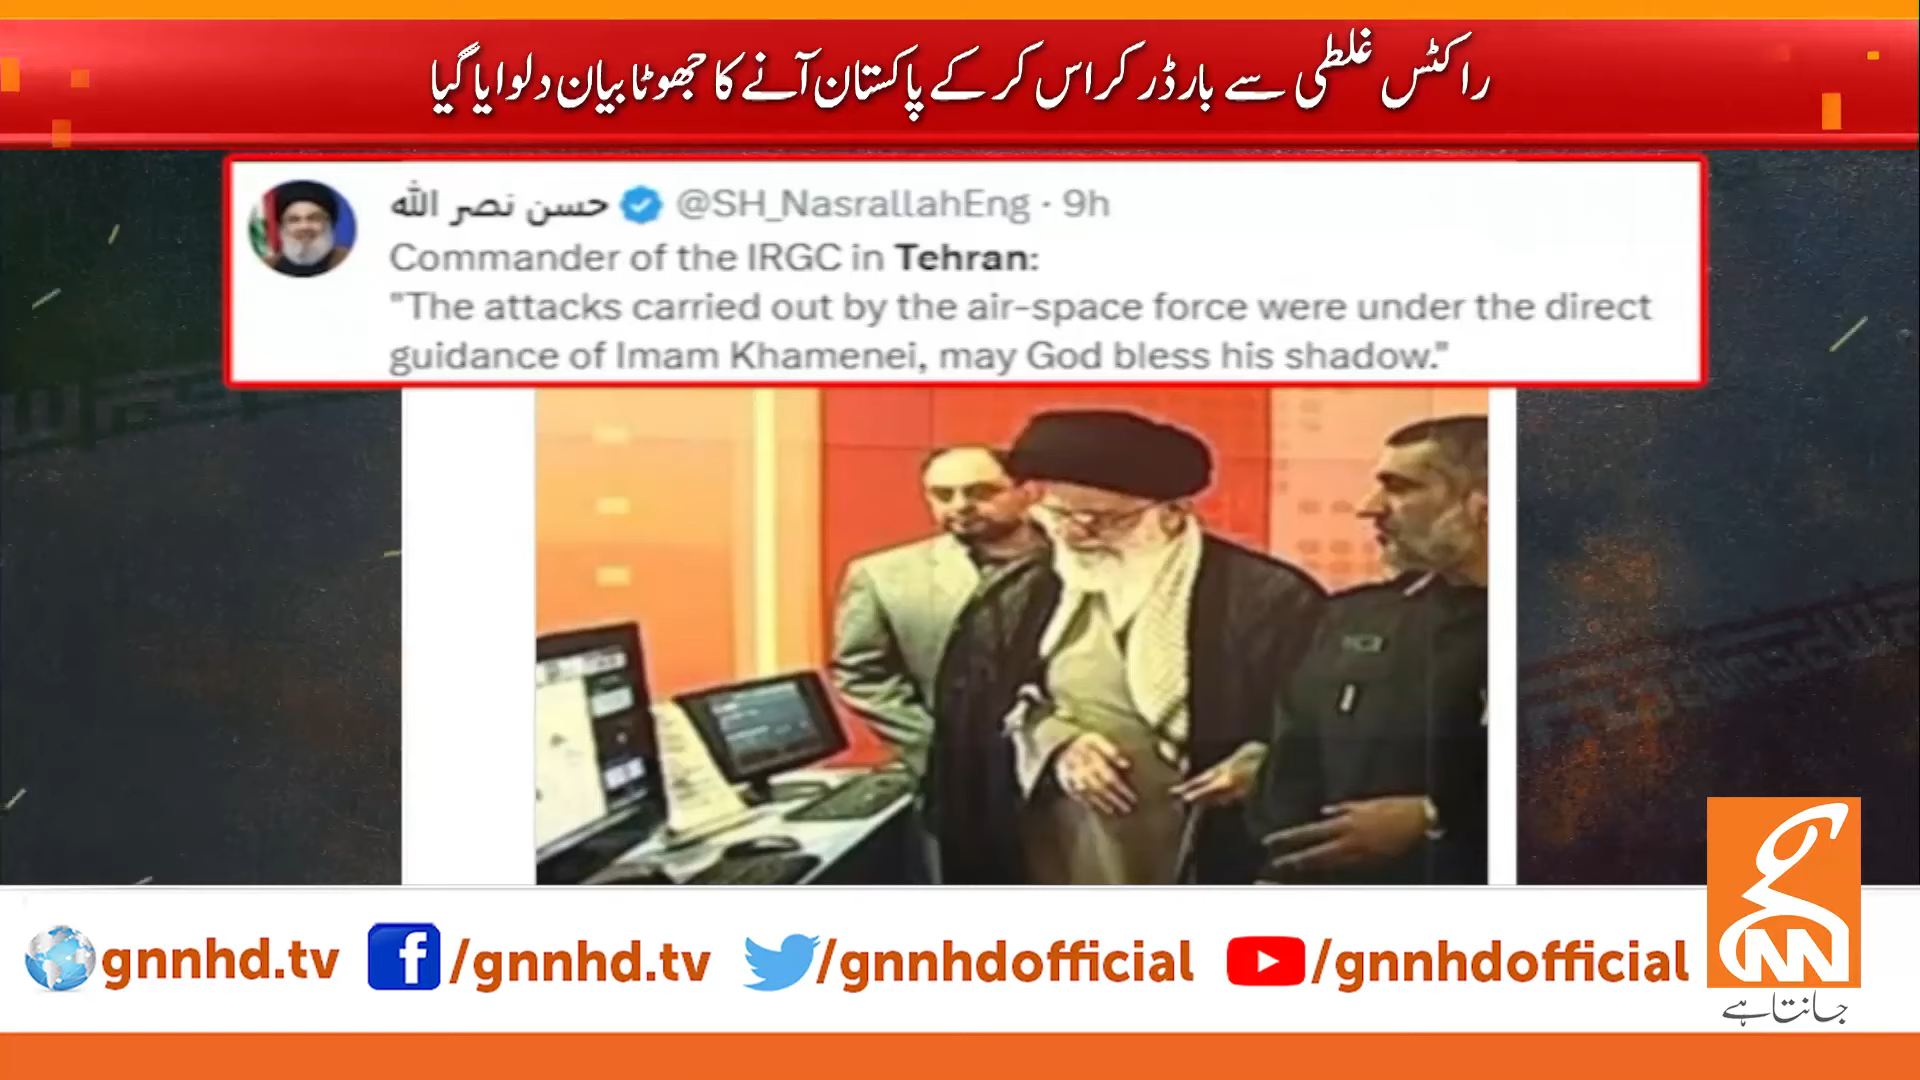 راکٹس غلطی سے بارڈر کراس کر کے پاکستان آنے کا جھوٹا بیان دلوایا گیا
حسن نصر الله @SH_NasrallahEng · 9h
Commander of the IRGC in Tehran:
"The attacks carried out by the air-space force were under the direct
guidance of Imam Khamenei, may God bless his shadow."
gnnhd.tv f/gnnhd.tv /gnnhdofficial /gnnhdofficial
GNN
جانتا ہے